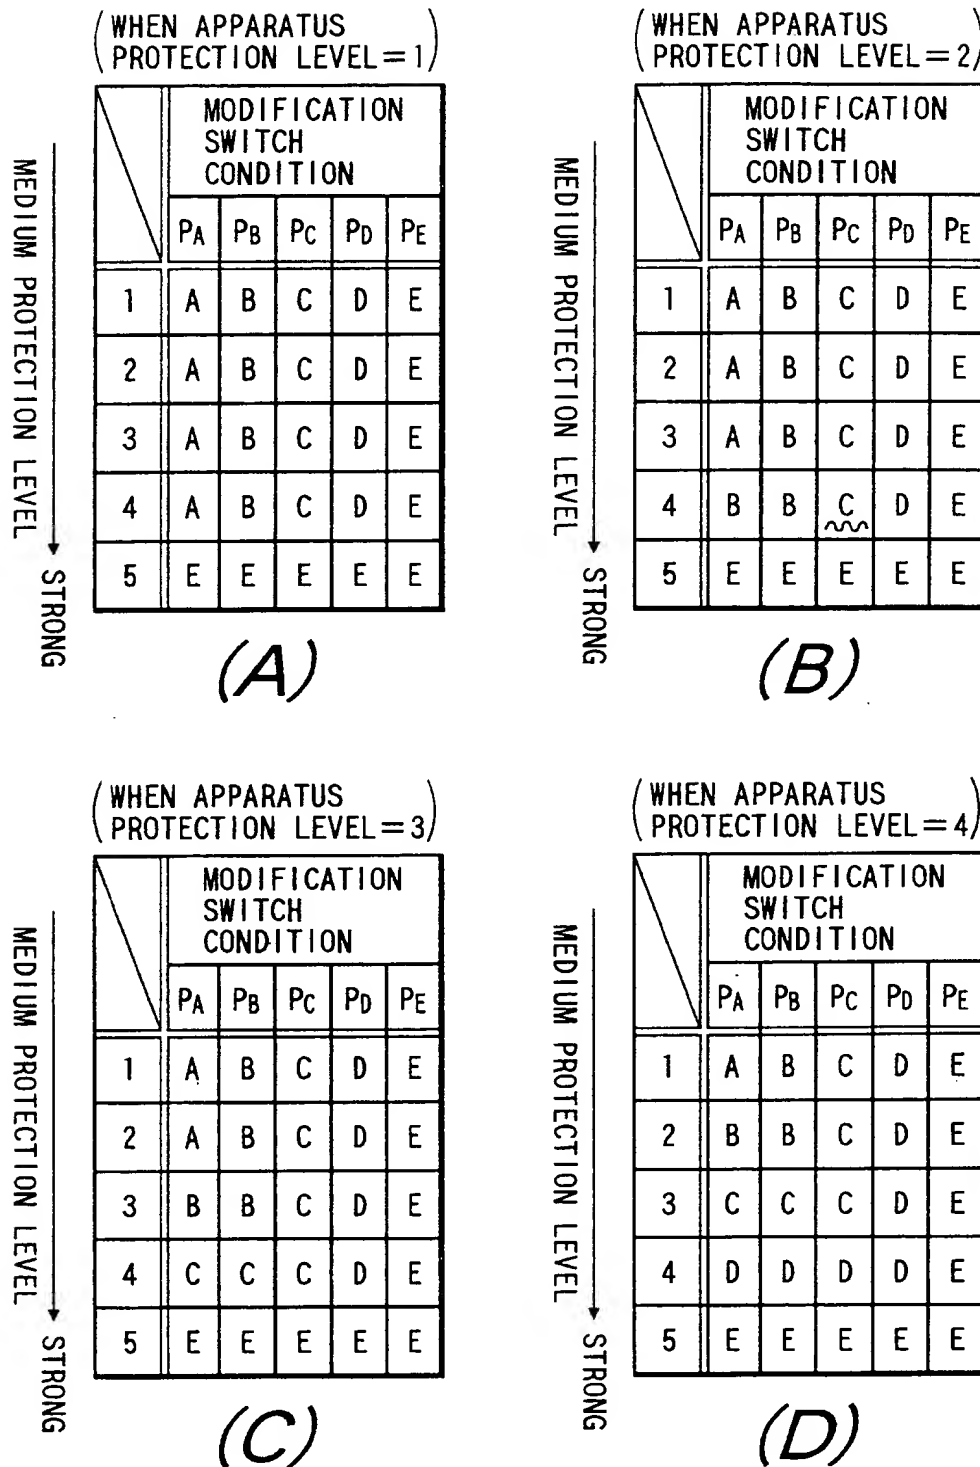 (WHEN APPARATUS
PROTECTION LEVEL=1)
MODIFICATION
SWITCH
CONDITION
PA PB PC PD PE
1 A B C D E
2 A B C D E
3 A B C D E
4 A B C D E
5 E E E E E
MEDIUM PROTECTION LEVEL
STRONG
(A)
(WHEN APPARATUS
PROTECTION LEVEL=2)
MODIFICATION
SWITCH
CONDITION
PA PB PC PD PE
1 A B C D E
2 A B C D E
3 A B C D E
4 B B C D E
5 E E E E E
MEDIUM PROTECTION LEVEL
STRONG
(B)
(WHEN APPARATUS
PROTECTION LEVEL=3)
MODIFICATION
SWITCH
CONDITION
PA PB PC PD PE
1 A B C D E
2 A B C D E
3 B B C D E
4 C C C D E
5 E E E E E
MEDIUM PROTECTION LEVEL
STRONG
(C)
(WHEN APPARATUS
PROTECTION LEVEL=4)
MODIFICATION
SWITCH
CONDITION
PA PB PC PD PE
1 A B C D E
2 B B C D E
3 C C C D E
4 D D D D E
5 E E E E E
MEDIUM PROTECTION LEVEL
STRONG
(D)